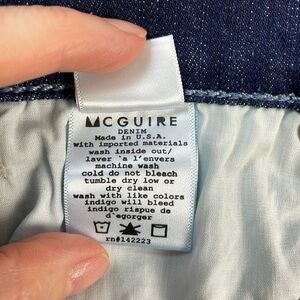 MCGUIRE
DENIM
Made in U.S.A.
with imported materials
wash inside out/
laver `a l'envers
machine wash
cold do not bleach
tumble dry low or
dry clean
wash with like colors
indigo will bleed
indigo risque de
d'egorger
rn#142223